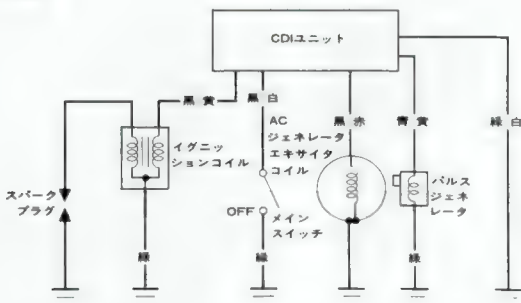 CDIユニット
黒 黄
黒 白
黒 赤
青 黄
緑 白
AC
ジェネレータ
エキサイタ
コイル
イグニッ
ションコイル
スパーク
プラグ
OFF
メイン
スイッチ
パルス
ジェネ
レータ
緑
緑
緑